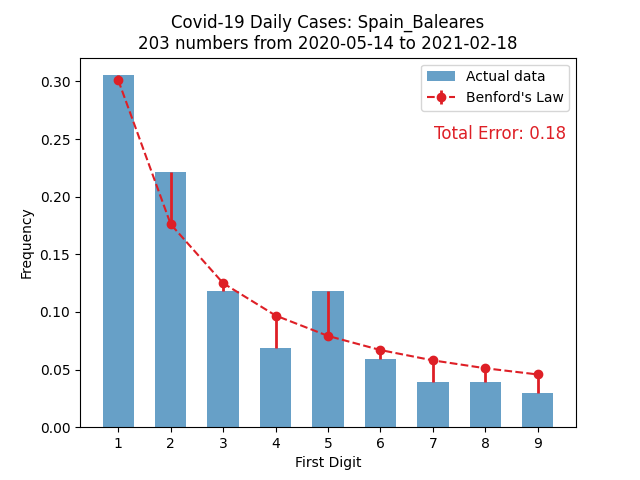 Covid-19 Daily Cases: Spain_Baleares
203 numbers from 2020-05-14 to 2021-02-18
Actual data
Benford's Law
Total Error: 0.18
Frequency
0.30
0.25
0.20
0.15
0.10
0.05
0.00
1 2 3 4 5 6 7 8 9
First Digit